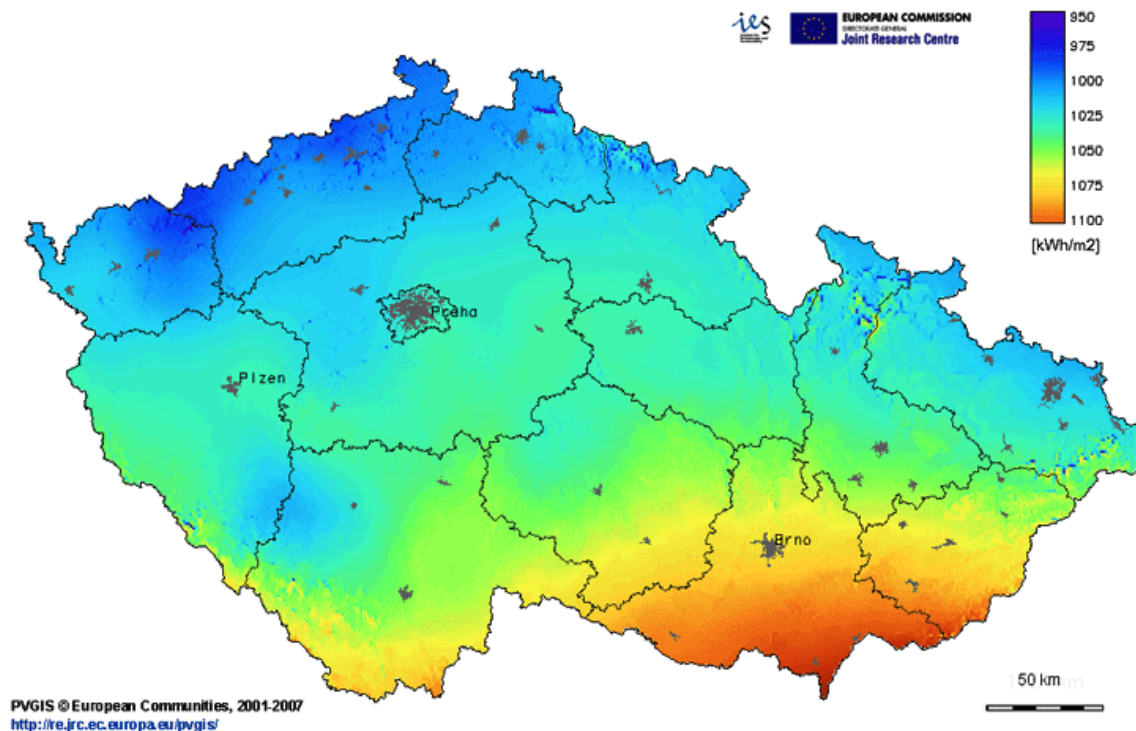 ies
EUROPEAN COMMISSION
DIRECTORATE GENERAL
Joint Research Centre
950
975
1000
1025
1050
1075
1100
[kWh/m2]
Praha
Plzen
Brno
50 km
PVGIS © European Communities, 2001-2007
http://re.jrc.ec.europa.eu/pvgis/